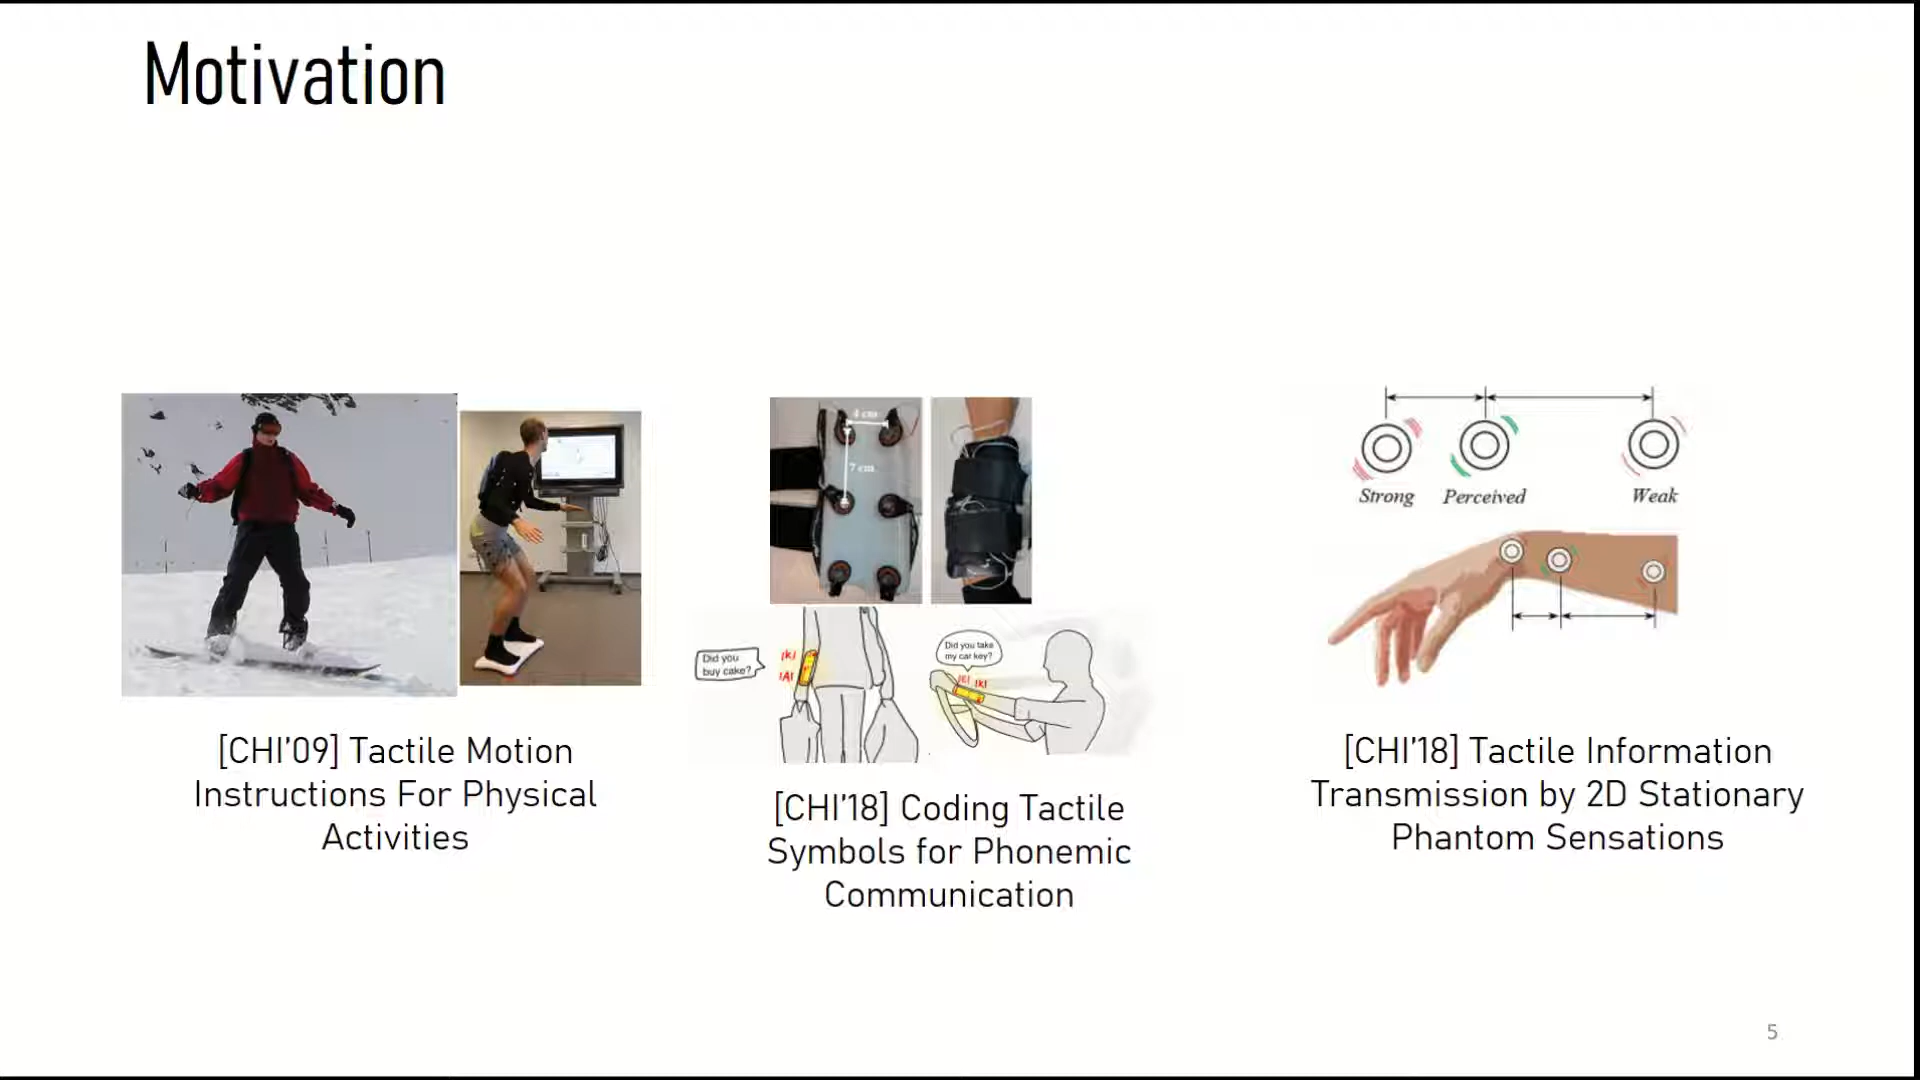 Motivation
4 cm
7 cm
Strong
Perceived
Weak
Did you
buy cake?
|k|
|A|
Did you take
my car key?
|k|
[CHI’09] Tactile Motion
Instructions For Physical
Activities
[CHI’18] Coding Tactile
Symbols for Phonemic
Communication
[CHI’18] Tactile Information
Transmission by 2D Stationary
Phantom Sensations
5